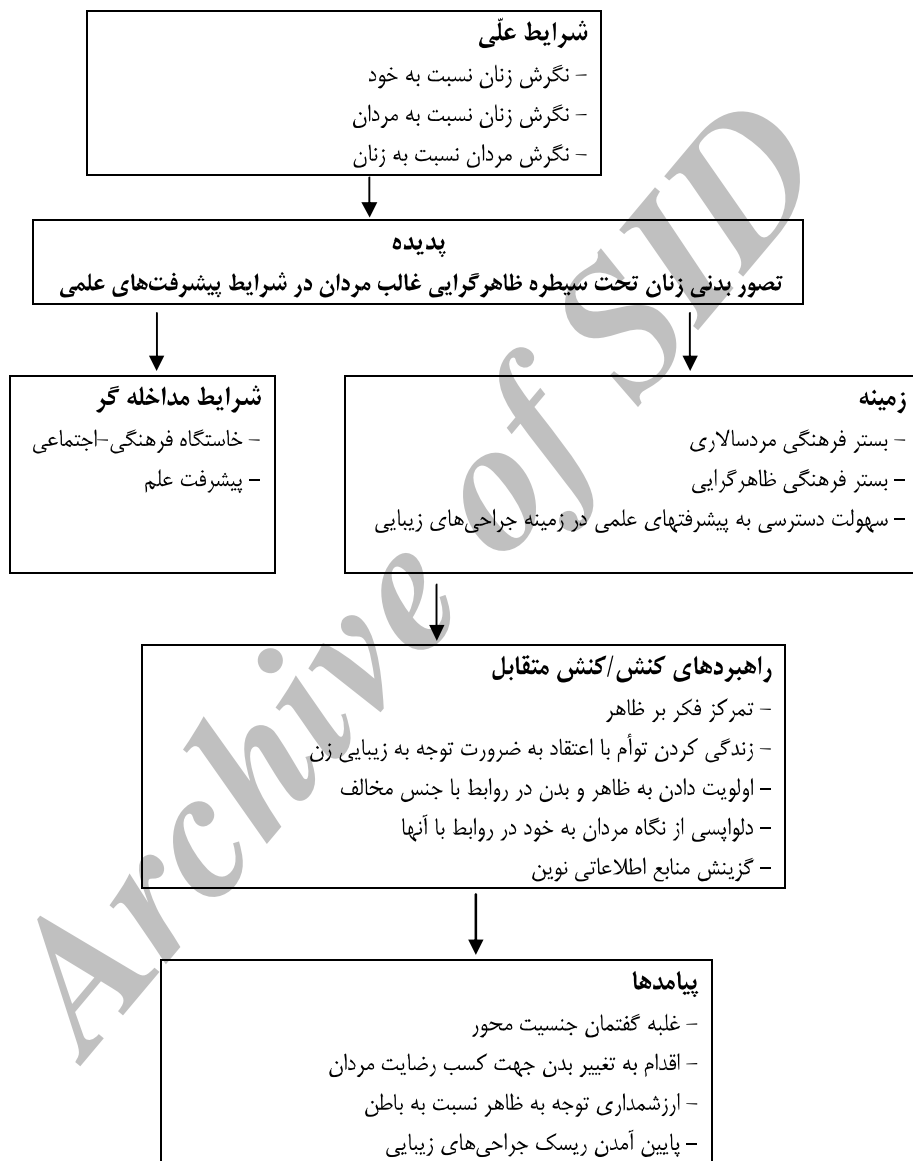 شرایط علّی
- نگرش زنان نسبت به خود
- نگرش زنان نسبت به مردان
- نگرش مردان نسبت به زنان
پدیده
تصور بدنی زنان تحت سیطره ظاهرگرایی غالب مردان در شرایط پیشرفت‌های علمی
زمینه
- بستر فرهنگی مردسالاری
- بستر فرهنگی ظاهرگرایی
- سهولت دسترسی به پیشرفتهای علمی در زمینه جراحی‌های زیبایی
شرایط مداخله گر
- خاستگاه فرهنگی-اجتماعی
- پیشرفت علم
راهبردهای کنش/کنش متقابل
- تمرکز فکر بر ظاهر
- زندگی کردن توأم با اعتقاد به ضرورت توجه به زیبایی زن
- اولویت دادن به ظاهر و بدن در روابط با جنس مخالف
- دلواپسی از نگاه مردان به خود در روابط با آنها
- گزینش منابع اطلاعاتی نوین
پیامدها
- غلبه گفتمان جنسیت محور
- اقدام به تغییر بدن جهت کسب رضایت مردان
- ارزشمداری توجه به ظاهر نسبت به باطن
- پایین آمدن ریسک جراحی‌های زیبایی
Archive of SID